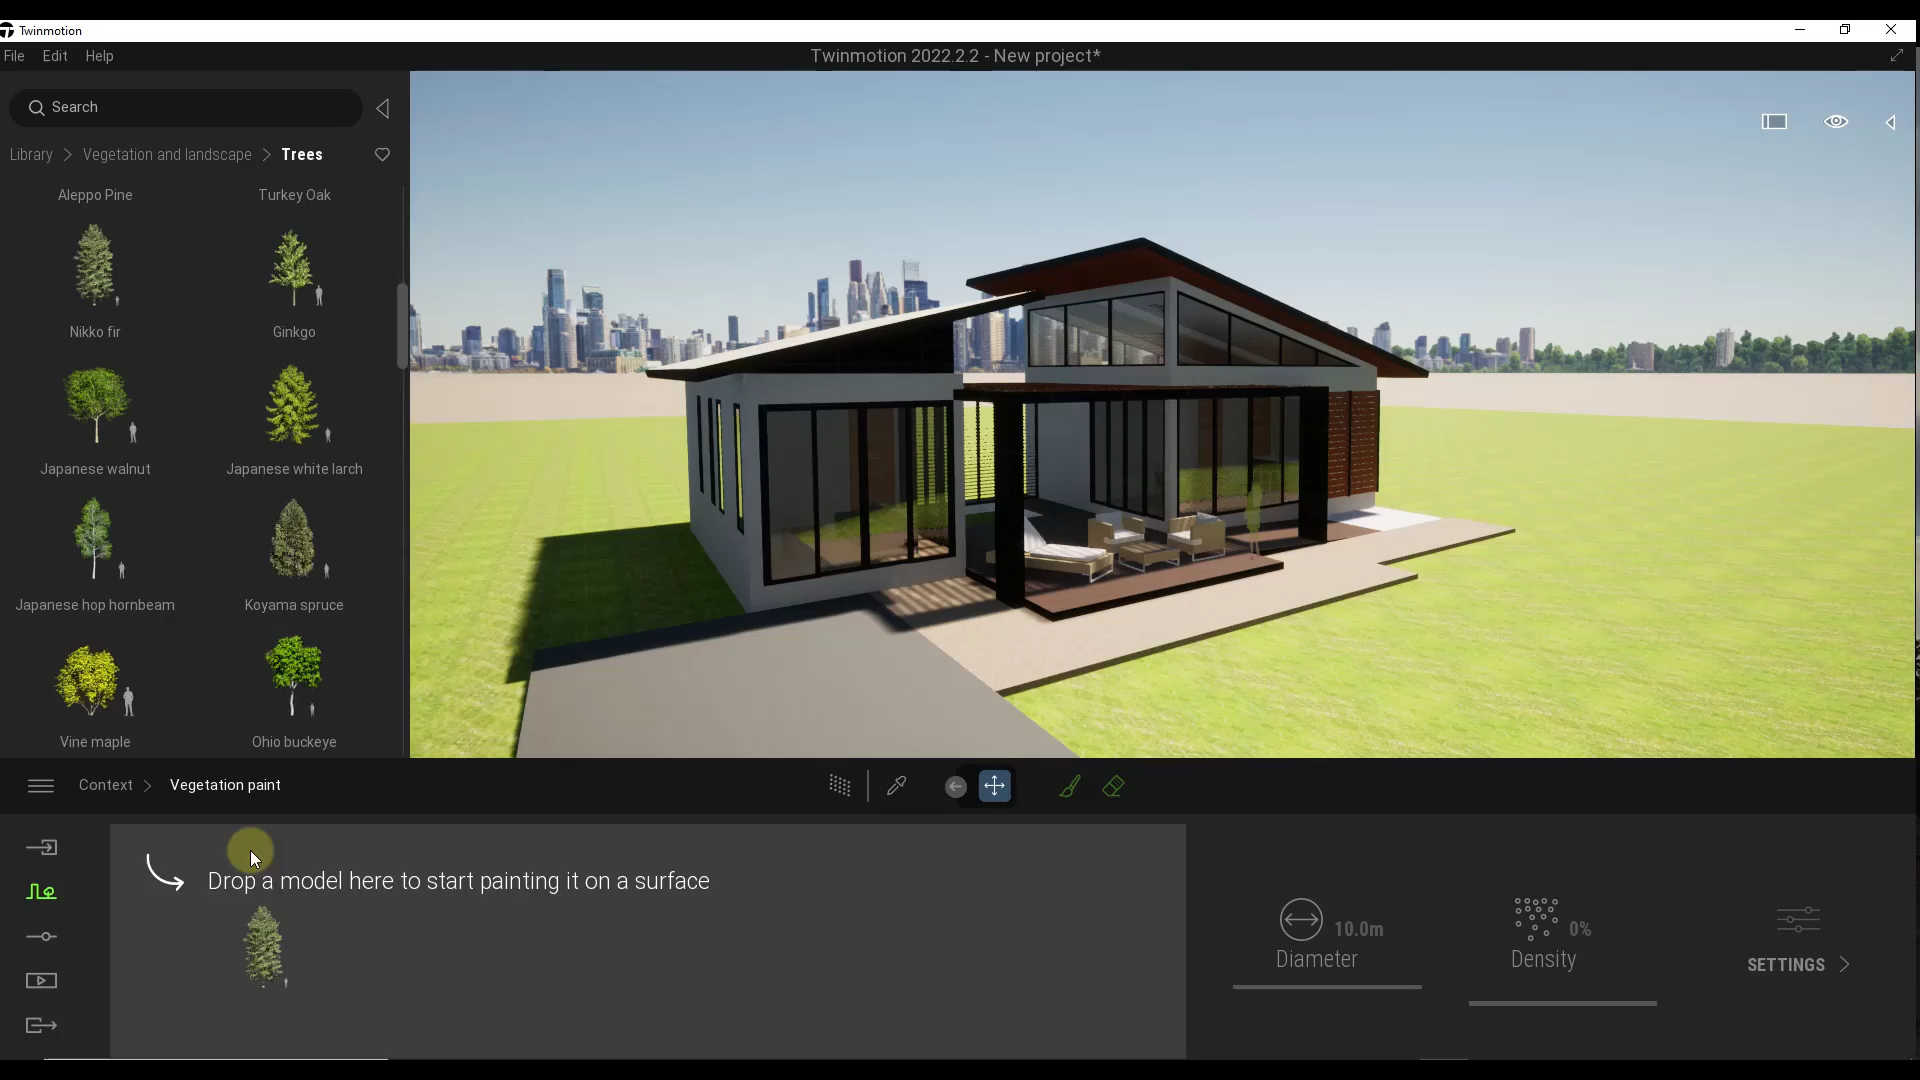 Twinmotion
File Edit Help
Twinmotion 2022.2.2 - New project*
Search
Library > Vegetation and landscape > Trees
Aleppo Pine
Turkey Oak
Nikko fir
Ginkgo
Japanese walnut
Japanese white larch
Japanese hop hornbeam
Koyama spruce
Vine maple
Ohio buckeye
Context > Vegetation paint
Drop a model here to start painting it on a surface
10.0m
Diameter
0%
Density
SETTINGS >